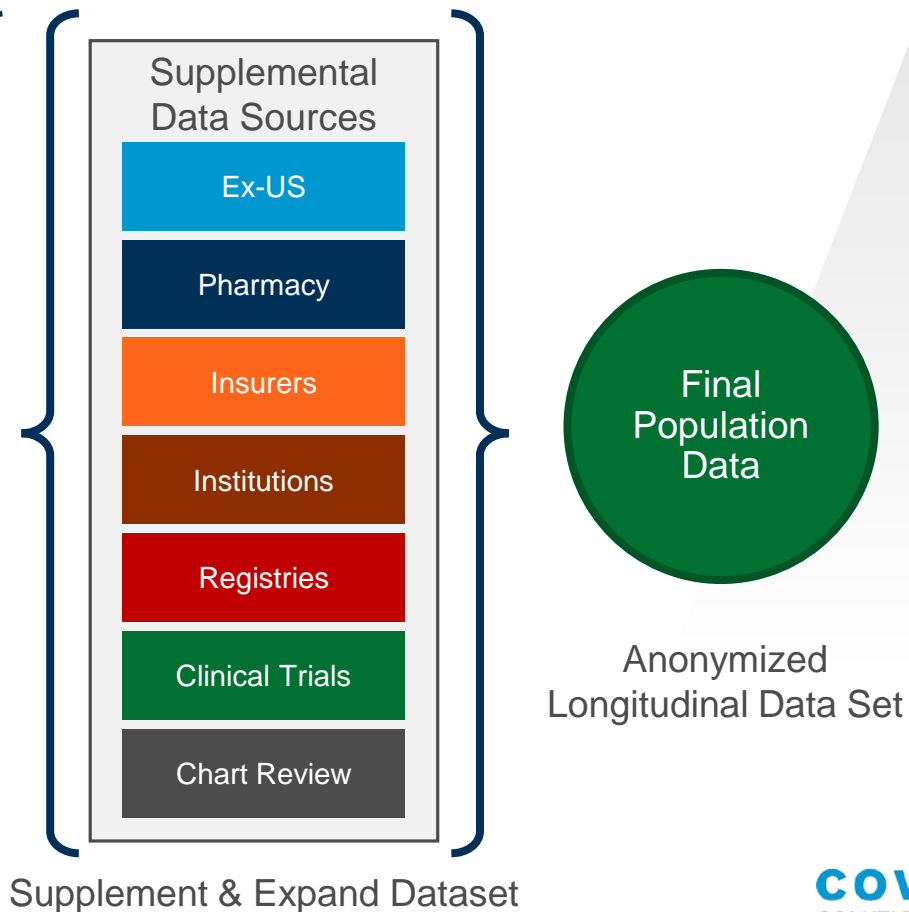 Supplemental
Data Sources
Ex-US
Pharmacy
Insurers
Institutions
Registries
Clinical Trials
Chart Review
Supplement & Expand Dataset
Final
Population
Data
Anonymized
Longitudinal Data Set